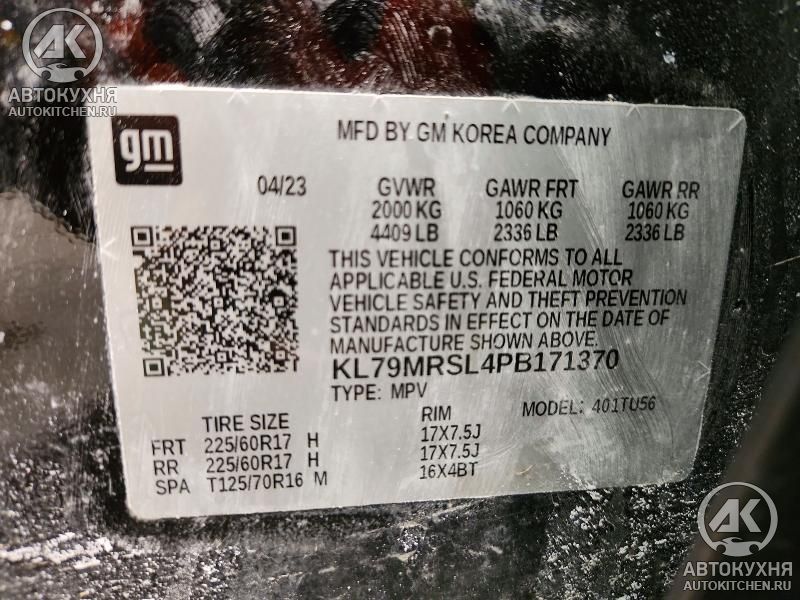 AK
АВТОКУХНЯ
AUTOKITCHEN.RU
gm
MFD BY GM KOREA COMPANY
04/23 GVWR GAWR FRT GAWR RR
2000 KG 1060 KG 1060 KG
4409 LB 2336 LB 2336 LB
THIS VEHICLE CONFORMS TO ALL
APPLICABLE U.S. FEDERAL MOTOR
VEHICLE SAFETY AND THEFT PREVENTION
STANDARDS IN EFFECT ON THE DATE OF
MANUFACTURE SHOWN ABOVE.
KL79MRSL4PB171370
TYPE: MPV MODEL: 401TU56
TIRE SIZE RIM
FRT 225/60R17 H 17X7.5J
RR 225/60R17 H 17X7.5J
SPA T125/70R16 M 16X4BT
AK
АВТОКУХНЯ
AUTOKITCHEN.RU